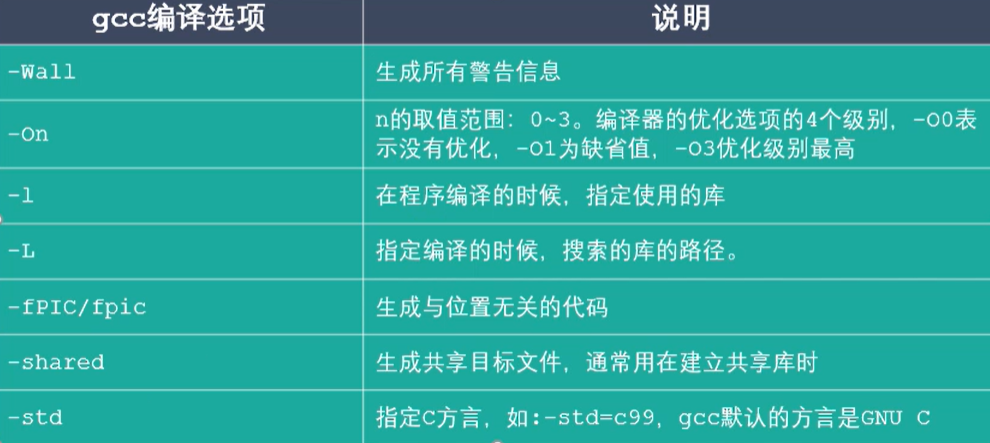 gcc编译选项 说明
-Wall 生成所有警告信息
-On n的取值范围：0~3。编译器的优化选项的4个级别，-O0表
示没有优化，-O1为缺省值，-O3优化级别最高
-l 在程序编译的时候，指定使用的库
-L 指定编译的时候，搜索的库的路径。
-fPIC/fpic 生成与位置无关的代码
-shared 生成共享目标文件，通常用在建立共享库时
-std 指定C方言，如:-std=c99，gcc默认的方言是GNU C